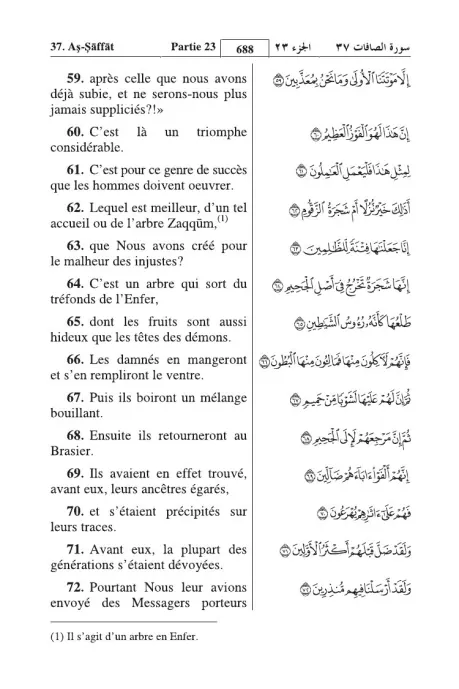 37. Aṣ-Ṣāffāt Partie 23 688 الجزء ٢٣ سورة الصافات ٣٧
59. après celle que nous avons
déjà subie, et ne serons-nous plus
jamais suppliciés?!»
60. C’est là un triomphe
considérable.
61. C’est pour ce genre de succès
que les hommes doivent oeuvrer.
62. Lequel est meilleur, d’un tel
accueil ou de l’arbre Zaqqūm,(1)
63. que Nous avons créé pour
le malheur des injustes?
64. C’est un arbre qui sort du
tréfonds de l’Enfer,
65. dont les fruits sont aussi
hideux que les têtes des démons.
66. Les damnés en mangeront
et s’en rempliront le ventre.
67. Puis ils boiront un mélange
bouillant.
68. Ensuite ils retourneront au
Brasier.
69. Ils avaient en effet trouvé,
avant eux, leurs ancêtres égarés,
70. et s’étaient précipités sur
leurs traces.
71. Avant eux, la plupart des
générations s’étaient dévoyées.
72. Pourtant Nous leur avions
envoyé des Messagers porteurs
إِلَّا مَوْتَتَنَا ٱلْأُولَىٰ وَمَا نَحْنُ بِمُعَذَّبِينَ ٥٩
إِنَّ هَٰذَا لَهُوَ ٱلْفَوْزُ ٱلْعَظِيمُ ٦٠
لِمِثْلِ هَٰذَا فَلْيَعْمَلِ ٱلْعَٰمِلُونَ ٦١
أَذَٰلِكَ خَيْرٌ نُّزُلًا أَمْ شَجَرَةُ ٱلزَّقُّومِ ٦٢
إِنَّا جَعَلْنَٰهَا فِتْنَةً لِّلظَّٰلِمِينَ ٦٣
إِنَّهَا شَجَرَةٌ تَخْرُجُ فِىٓ أَصْلِ ٱلْجَحِيمِ ٦٤
طَلْعُهَا كَأَنَّهُۥ رُءُوسُ ٱلشَّيَٰطِينِ ٦٥
فَإِنَّهُمْ لَءَاكِلُونَ مِنْهَا فَمَالِـُٔونَ مِنْهَا ٱلْبُطُونَ ٦٦
ثُمَّ إِنَّ لَهُمْ عَلَيْهَا لَشَوْبًا مِّنْ حَمِيمٍ ٦٧
ثُمَّ إِنَّ مَرْجِعَهُمْ لَإِلَى ٱلْجَحِيمِ ٦٨
إِنَّهُمْ أَلْفَوْا۟ ءَابَآءَهُمْ ضَآلِّينَ ٦٩
فَهُمْ عَلَىٰٓ ءَاثَٰرِهِمْ يُهْرَعُونَ ٧٠
وَلَقَدْ ضَلَّ قَبْلَهُمْ أَكْثَرُ ٱلْأَوَّلِينَ ٧١
وَلَقَدْ أَرْسَلْنَا فِيهِم مُّنذِرِينَ ٧٢
(1) Il s’agit d’un arbre en Enfer.